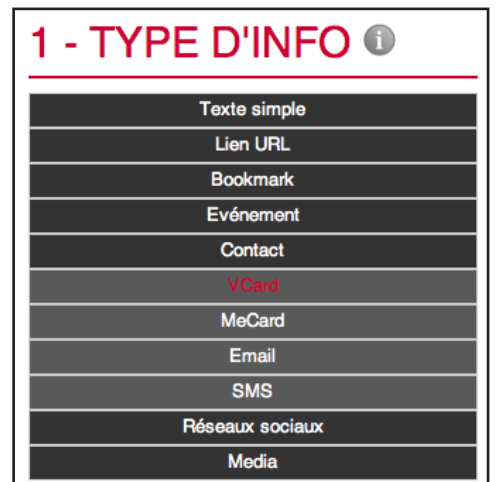 1 - TYPE D'INFO i
Texte simple
Lien URL
Bookmark
Evénement
Contact
VCard
MeCard
Email
SMS
Réseaux sociaux
Media